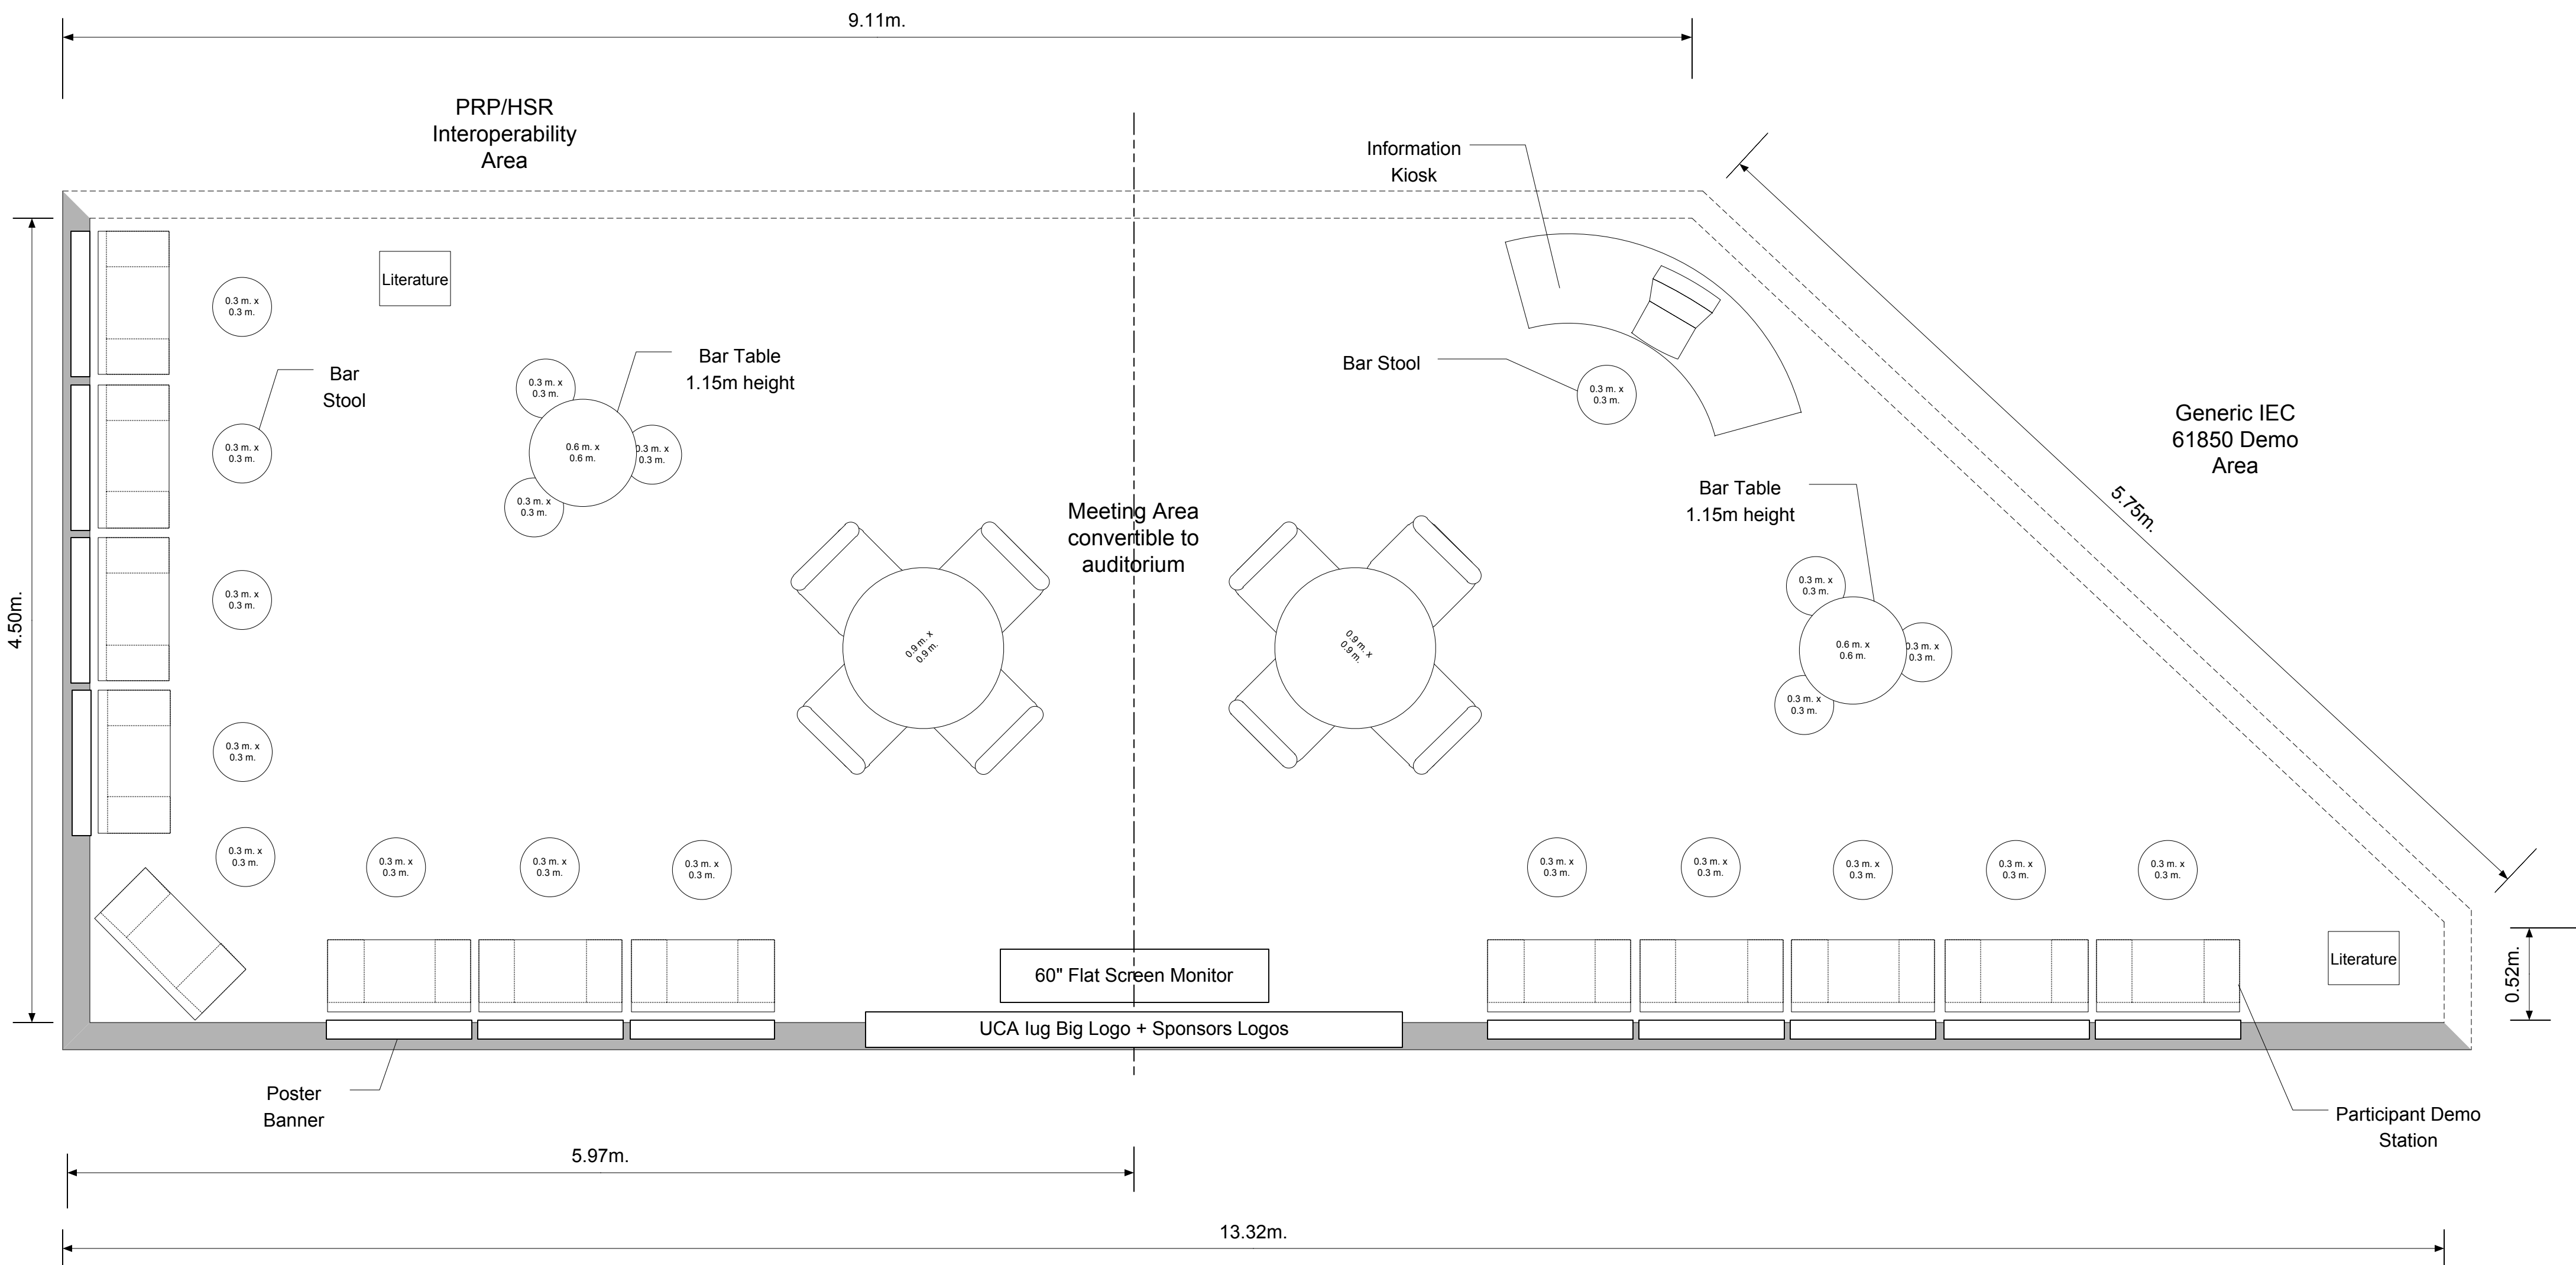 9.11m.
PRP/HSR
Interoperability
Area
Information
Kiosk
Literature
0.3 m. x
0.3 m.
Bar Table
1.15m height
Bar
Stool
0.3 m. x
0.3 m.
Bar Stool
0.3 m. x
0.3 m.
Generic IEC
61850 Demo
Area
0.3 m. x
0.3 m.
0.6 m. x
0.6 m.
0.3 m. x
0.3 m.
0.3 m. x
0.3 m.
Bar Table
1.15m height
5.75m.
Meeting Area
convertible to
auditorium
4.50m.
0.3 m. x
0.3 m.
0.9 m. x
0.9 m.
0.9 m. x
0.9 m.
0.3 m. x
0.3 m.
0.6 m. x
0.6 m.
0.3 m. x
0.3 m.
0.3 m. x
0.3 m.
0.3 m. x
0.3 m.
0.3 m. x
0.3 m.
0.3 m. x
0.3 m.
0.3 m. x
0.3 m.
0.3 m. x
0.3 m.
0.3 m. x
0.3 m.
0.3 m. x
0.3 m.
0.3 m. x
0.3 m.
0.3 m. x
0.3 m.
0.3 m. x
0.3 m.
60" Flat Screen Monitor
Literature
0.52m.
UCA Iug Big Logo + Sponsors Logos
Poster
Banner
Participant Demo
Station
5.97m.
13.32m.